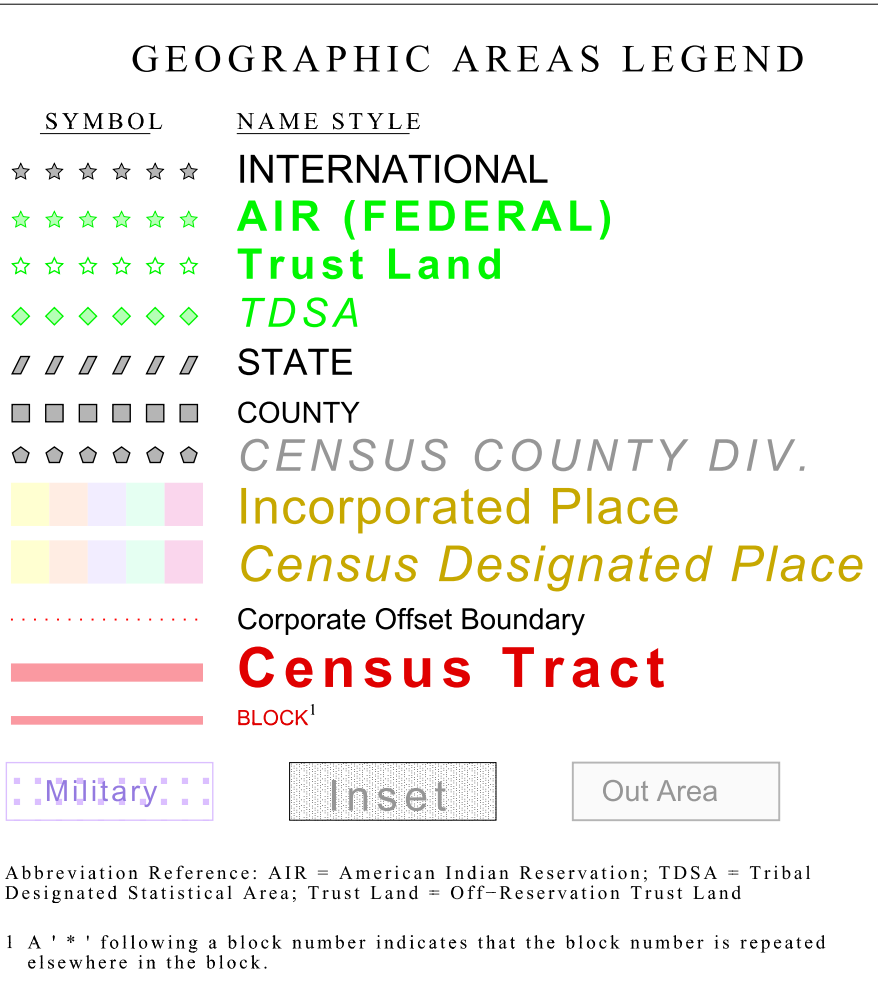 GEOGRAPHIC AREAS LEGEND
SYMBOL NAME STYLE
INTERNATIONAL
AIR (FEDERAL)
Trust Land
TDSA
STATE
COUNTY
CENSUS COUNTY DIV.
Incorporated Place
Census Designated Place
Corporate Offset Boundary
Census Tract
BLOCK¹
Military Inset Out Area
Abbreviation Reference: AIR = American Indian Reservation; TDSA = Tribal
Designated Statistical Area; Trust Land = Off−Reservation Trust Land
1 A ' * ' following a block number indicates that the block number is repeated
elsewhere in the block.